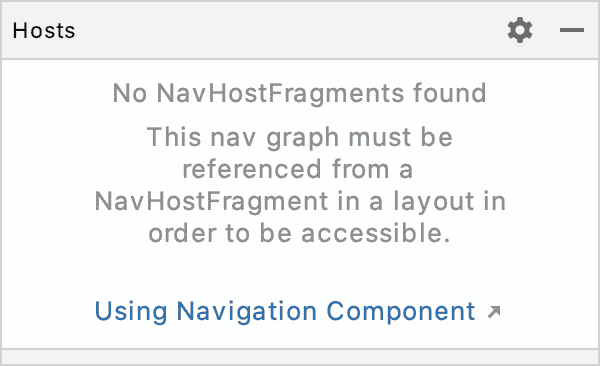 Hosts
No NavHostFragments found
This nav graph must be
referenced from a
NavHostFragment in a layout in
order to be accessible.
Using Navigation Component